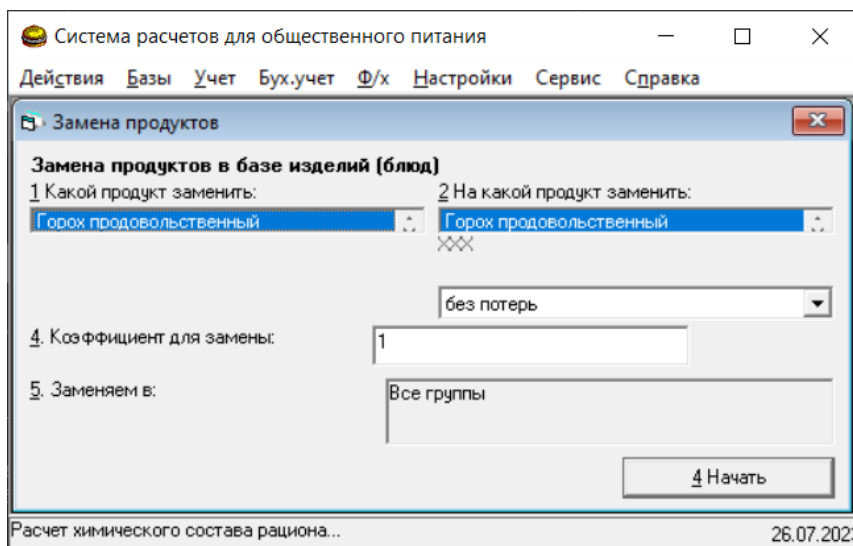 Система расчетов для общественного питания
Действия Базы Учет Бух.учет Ф/х Настройки Сервис Справка
Замена продуктов
Замена продуктов в базе изделий (блюд)
1 Какой продукт заменить: 2 На какой продукт заменить:
Горох продовольственный Горох продовольственный
XXX
без потерь
4. Коэффициент для замены: 1
5. Заменяем в: Все группы
4 Начать
Расчет химического состава рациона... 26.07.202